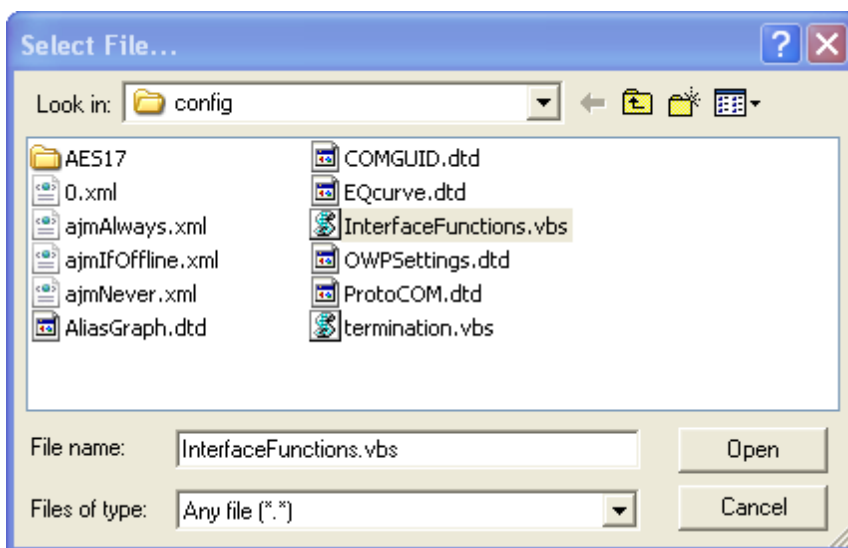 Select File...
Look in: config
AES17
0.xml
ajmAlways.xml
ajmIfOffline.xml
ajmNever.xml
AliasGraph.dtd
COMGUID.dtd
EQcurve.dtd
InterfaceFunctions.vbs
OWPSettings.dtd
ProtoCOM.dtd
termination.vbs
File name: InterfaceFunctions.vbs Open
Files of type: Any file (*.*) Cancel